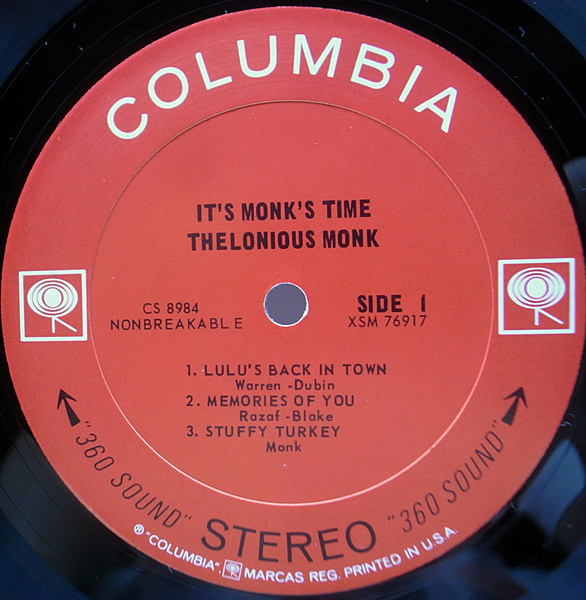 COLUMBIA
IT'S MONK'S TIME
THELONIOUS MONK
CS 8984
NONBREAKABLE
SIDE 1
XSM 76917
1. LULU'S BACK IN TOWN
Warren -Dubin
2. MEMORIES OF YOU
Razaf -Blake
3. STUFFY TURKEY
Monk
"360 SOUND" STEREO "360 SOUND"
® "COLUMBIA", MARCAS REG. PRINTED IN U.S.A.